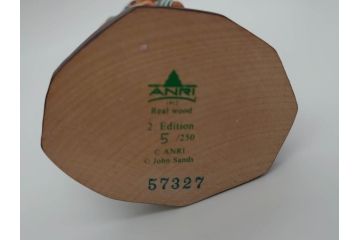 ANRI
Real wood
2 Edition
5 /250
© ANRI
© John Sands
57327